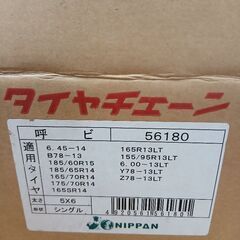 タイヤチェーン
呼 ビ 56180
適用タイヤ
6.45-14 165R13LT
B78-13 155/95R13LT
185/60R15 6.00-13LT
185/65R14 Y78-13LT
165/70R14 Z78-13LT
175/70R14
165SR14
太さ 5X6
形 シングル
NIPPAN